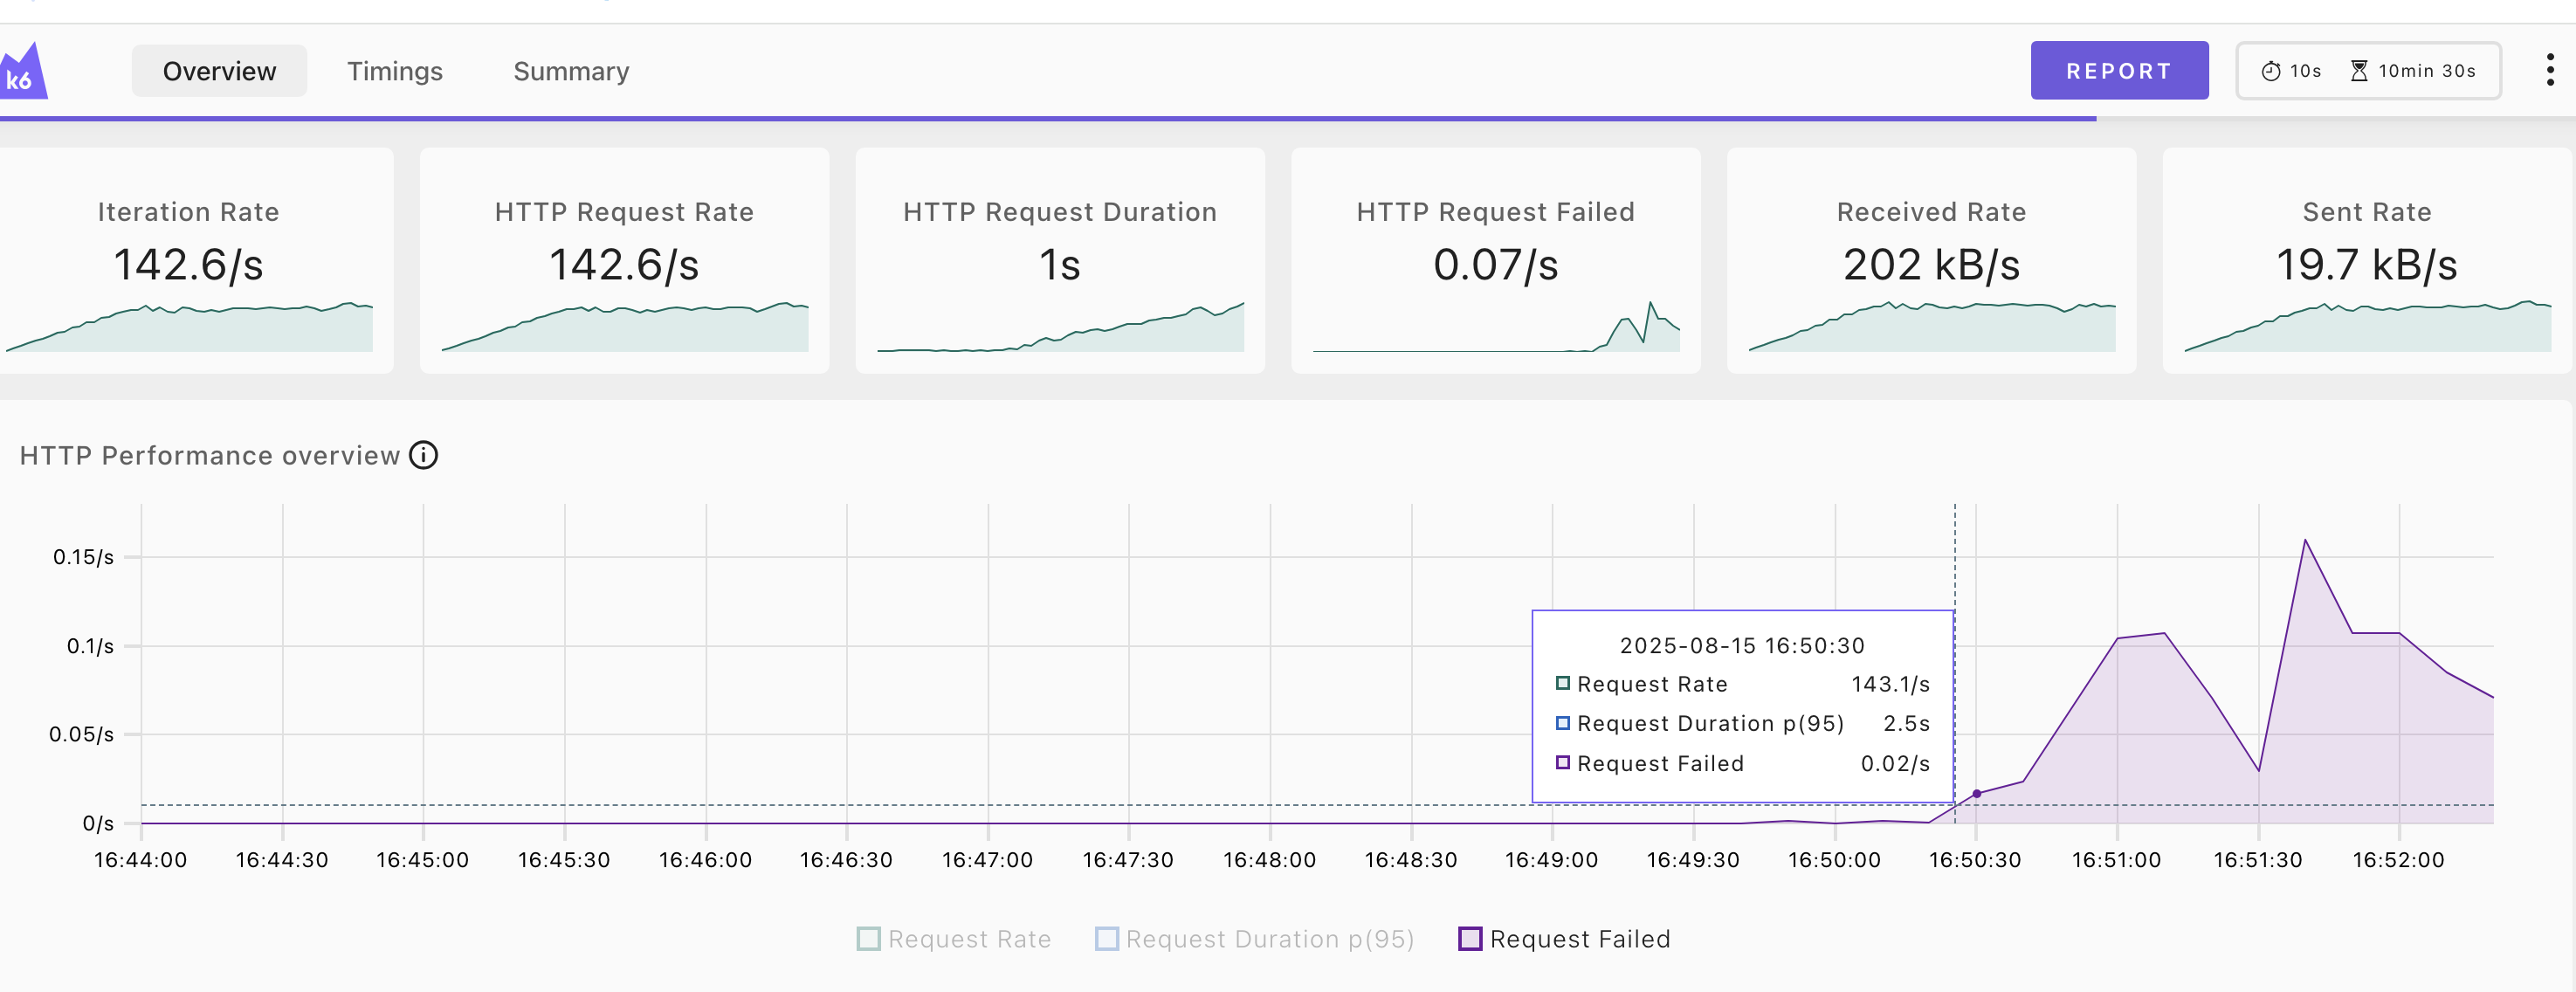 k6
Overview Timings Summary REPORT 10s 10min 30s
Iteration Rate
142.6/s
HTTP Request Rate
142.6/s
HTTP Request Duration
1s
HTTP Request Failed
0.07/s
Received Rate
202 kB/s
Sent Rate
19.7 kB/s
HTTP Performance overview
0.15/s
0.1/s
0.05/s
0/s
2025-08-15 16:50:30
Request Rate 143.1/s
Request Duration p(95) 2.5s
Request Failed 0.02/s
16:44:00 16:44:30 16:45:00 16:45:30 16:46:00 16:46:30 16:47:00 16:47:30 16:48:00 16:48:30 16:49:00 16:49:30 16:50:00 16:50:30 16:51:00 16:51:30 16:52:00
Request Rate Request Duration p(95) Request Failed